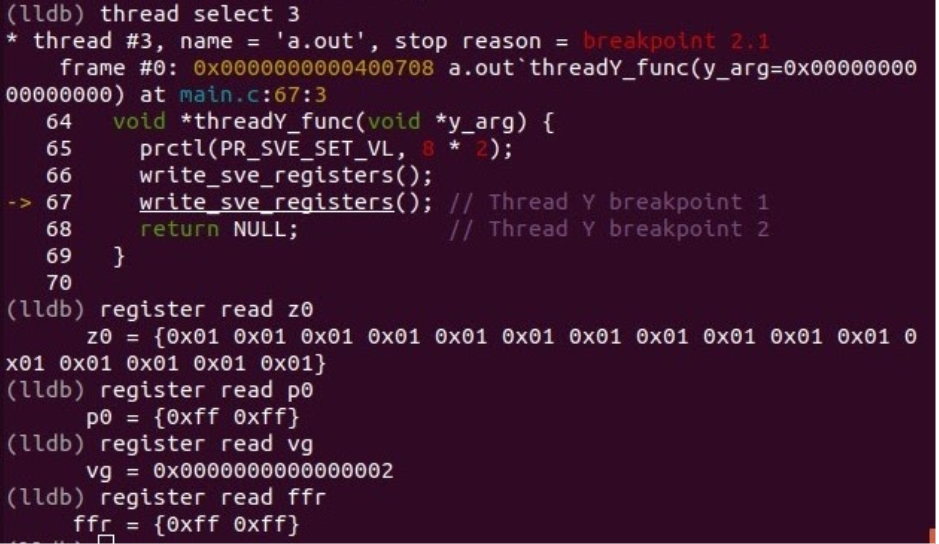 (lldb) thread select 3
* thread #3, name = 'a.out', stop reason = breakpoint 2.1
    frame #0: 0x0000000000400708 a.out`threadY_func(y_arg=0x00000000
00000000) at main.c:67:3
   64   void *threadY_func(void *y_arg) {
   65     prctl(PR_SVE_SET_VL, 8 * 2);
   66     write_sve_registers();
-> 67     write_sve_registers(); // Thread Y breakpoint 1
   68     return NULL;           // Thread Y breakpoint 2
   69   }
   70
(lldb) register read z0
      z0 = {0x01 0x01 0x01 0x01 0x01 0x01 0x01 0x01 0x01 0x01 0x01 0
x01 0x01 0x01 0x01 0x01}
(lldb) register read p0
      p0 = {0xff 0xff}
(lldb) register read vg
      vg = 0x0000000000000002
(lldb) register read ffr
     ffr = {0xff 0xff}